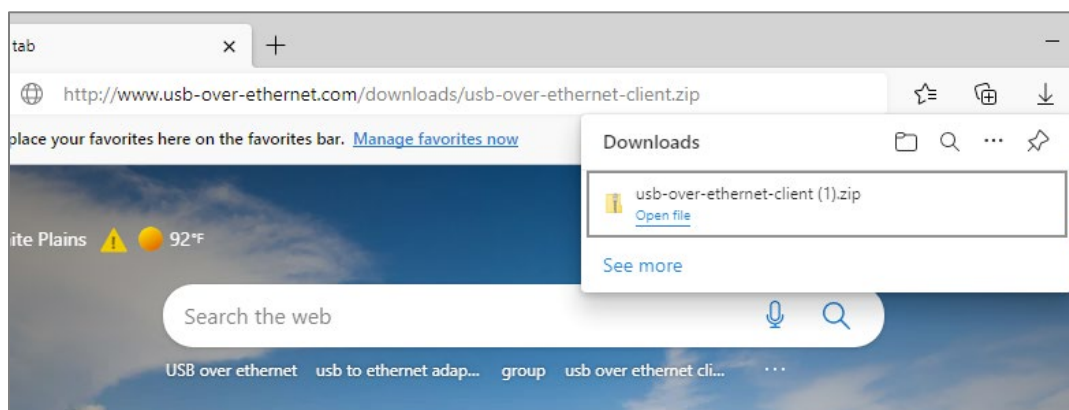 tab
http://www.usb-over-ethernet.com/downloads/usb-over-ethernet-client.zip
place your favorites here on the favorites bar. Manage favorites now
Downloads
usb-over-ethernet-client (1).zip
Open file
See more
ite Plains 92°F
Search the web
USB over ethernet usb to ethernet adap... group usb over ethernet cli... ...